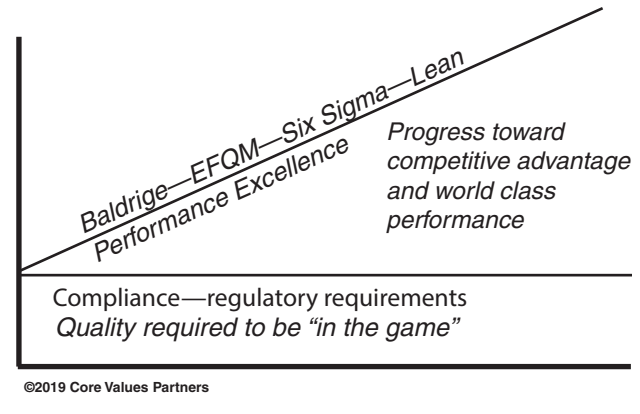 Baldrige—EFQM—Six Sigma—Lean
Performance Excellence
Progress toward
competitive advantage
and world class
performance
Compliance—regulatory requirements
Quality required to be “in the game”
©2019 Core Values Partners